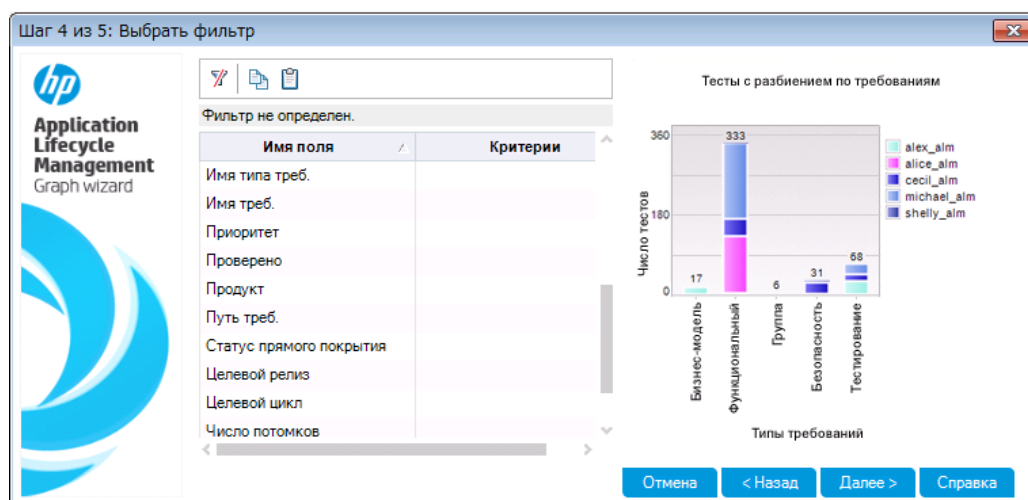 Шаг 4 из 5: Выбрать фильтр
hp
Application
Lifecycle
Management
Graph wizard
Фильтр не определен.
Имя поля Критерии
Имя типа треб.
Имя треб.
Приоритет
Проверено
Продукт
Путь треб.
Статус прямого покрытия
Целевой релиз
Целевой цикл
Число потомков
Тесты с разбиением по требованиям
Число тестов
360
180
0
17
333
6
31
68
Бизнес-модель
Функциональный
Группа
Безопасность
Тестирование
Типы требований
alex_alm
alice_alm
cecil_alm
michael_alm
shelly_alm
Отмена
< Назад
Далее >
Справка